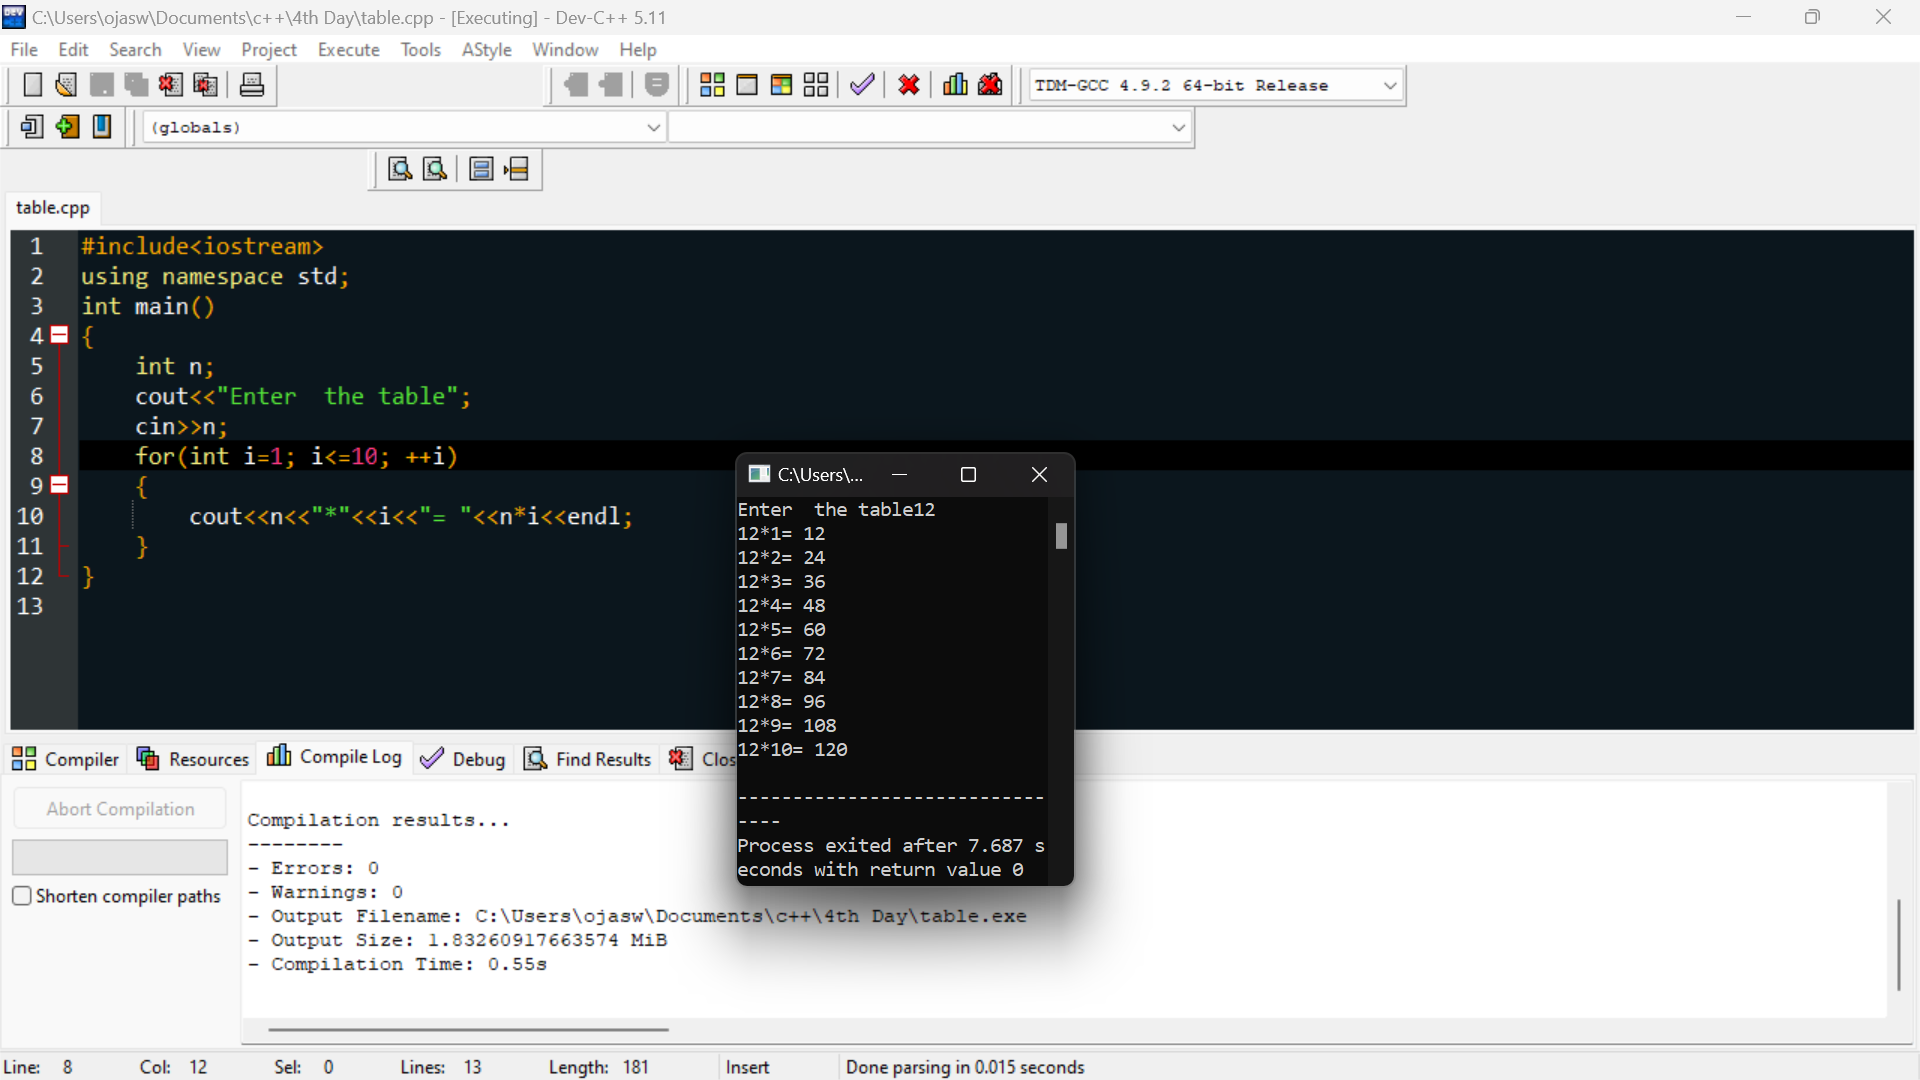 C:\Users\ojasw\Documents\c++\4th Day\table.cpp - [Executing] - Dev-C++ 5.11
File Edit Search View Project Execute Tools AStyle Window Help
TDM-GCC 4.9.2 64-bit Release
(globals)
table.cpp
1 #include<iostream>
2 using namespace std;
3 int main()
4 {
5 int n;
6 cout<<"Enter  the table";
7 cin>>n;
8 for(int i=1; i<=10; ++i)
9 {
10 cout<<n<<"*"<<i<<"= "<<n*i<<endl;
11 }
12 }
13
C:\Users\...
Enter  the table12
12*1= 12
12*2= 24
12*3= 36
12*4= 48
12*5= 60
12*6= 72
12*7= 84
12*8= 96
12*9= 108
12*10= 120
----------------------------
----
Process exited after 7.687 s
econds with return value 0
Compiler Resources Compile Log Debug Find Results Clos
Abort Compilation
Shorten compiler paths
Compilation results...
--------
- Errors: 0
- Warnings: 0
- Output Filename: C:\Users\ojasw\Documents\c++\4th Day\table.exe
- Output Size: 1.83260917663574 MiB
- Compilation Time: 0.55s
Line: 8 Col: 12 Sel: 0 Lines: 13 Length: 181 Insert Done parsing in 0.015 seconds